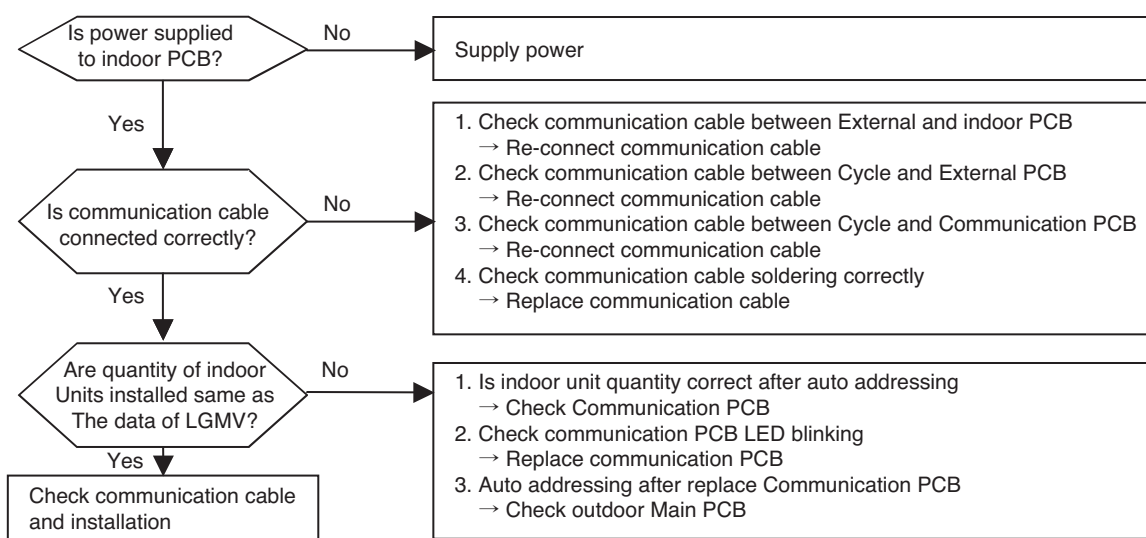 Is power supplied
to indoor PCB?
No
Supply power
Yes
Is communication cable
connected correctly?
No
1. Check communication cable between External and indoor PCB
→ Re-connect communication cable
2. Check communication cable between Cycle and External PCB
→ Re-connect communication cable
3. Check communication cable between Cycle and Communication PCB
→ Re-connect communication cable
4. Check communication cable soldering correctly
→ Replace communication cable
Yes
Are quantity of indoor
Units installed same as
The data of LGMV?
No
1. Is indoor unit quantity correct after auto addressing
→ Check Communication PCB
2. Check communication PCB LED blinking
→ Replace communication PCB
3. Auto addressing after replace Communication PCB
→ Check outdoor Main PCB
Yes
Check communication cable
and installation